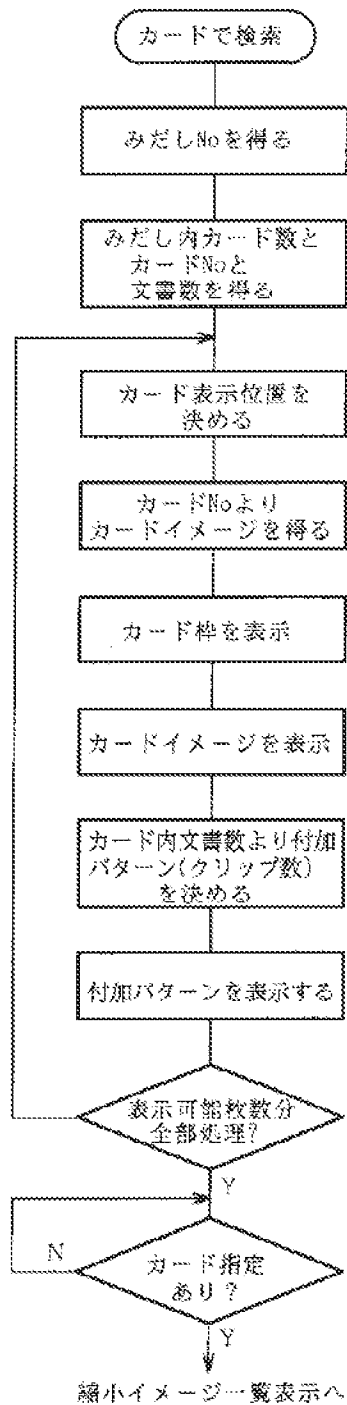 カードで検索
みだしNoを得る
みだし内カード数と
カードNoと
文書数を得る
カード表示位置を
決める
カードNoより
カードイメージを得る
カード枠を表示
カードイメージを表示
カード内文書数より付加
パターン(クリップ数)
を決める
付加パターンを表示する
表示可能枚数分
全部処理?
Y
N
カード指定
あり?
Y
縮小イメージ一覧表示へ